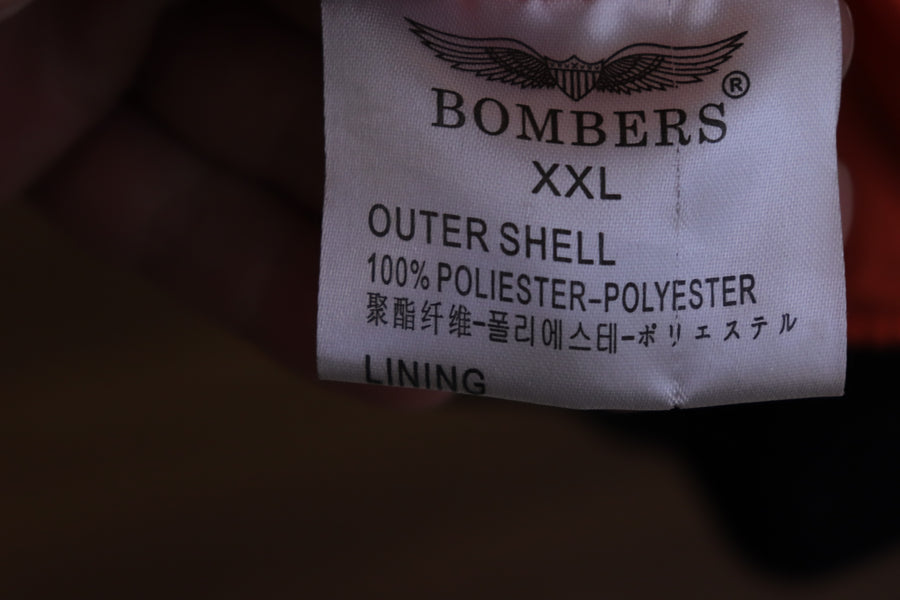 BOMBERS®
XXL
OUTER SHELL
100% POLIESTER-POLYESTER
聚酯纤维-폴리에스테-ポリエステル
LINING